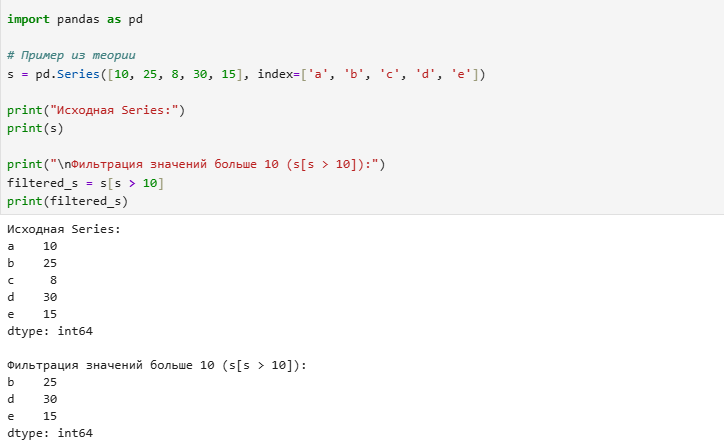 import pandas as pd
# Пример из теории
s = pd.Series([10, 25, 8, 30, 15], index=['a', 'b', 'c', 'd', 'e'])
print("Исходная Series:")
print(s)
print("\nФильтрация значений больше 10 (s[s > 10]):")
filtered_s = s[s > 10]
print(filtered_s)
Исходная Series:
a    10
b    25
c     8
d    30
e    15
dtype: int64
Фильтрация значений больше 10 (s[s > 10]):
b    25
d    30
e    15
dtype: int64